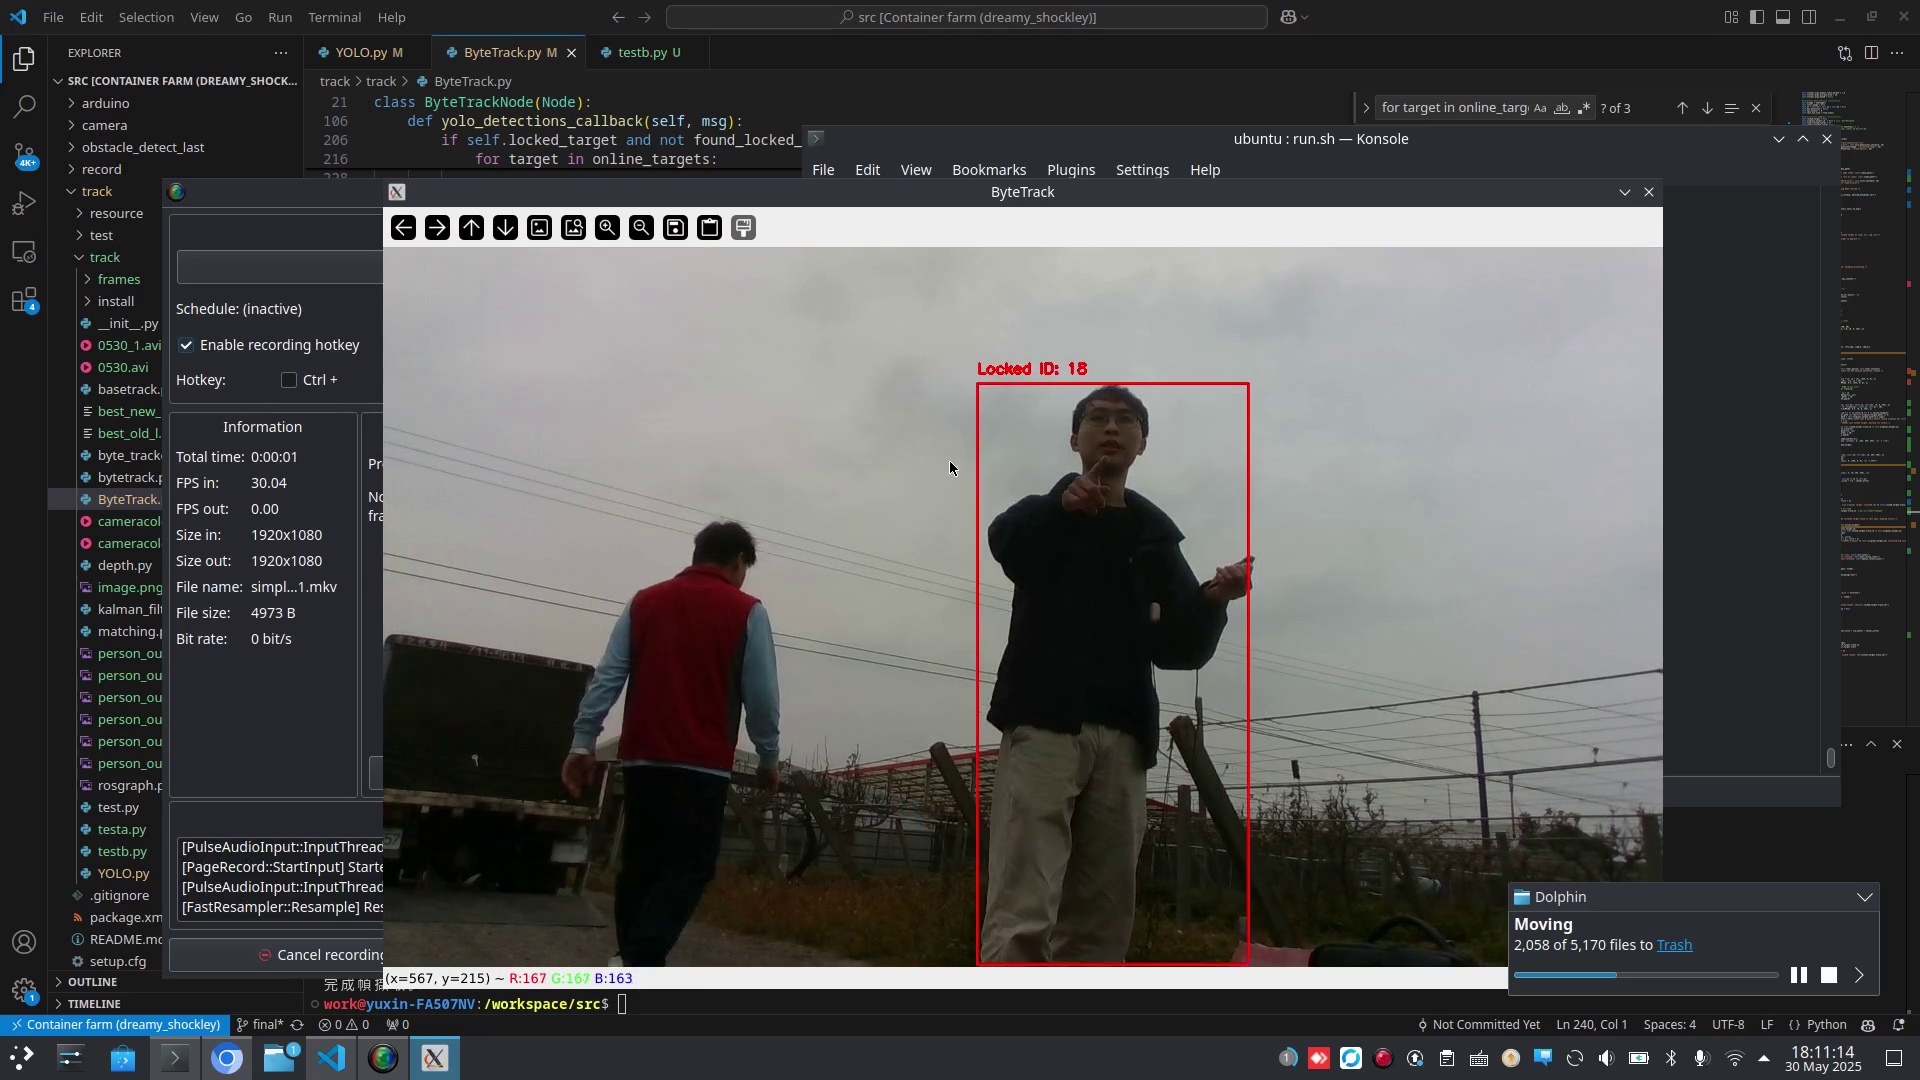 File Edit Selection View Go Run Terminal Help
src [Container farm (dreamy_shockley)]
EXPLORER
SRC [CONTAINER FARM (DREAMY_SHOCK...
arduino
camera
obstacle_detect_last
record
track
resource
test
track
frames
install
__init__.py
0530_1.avi
0530.avi
basetrack.
best_new_
best_old_l.
byte_track
bytetrack.p
ByteTrack.
cameracol
cameracol
depth.py
image.png
kalman_filt
matching.p
person_ou
person_ou
person_ou
person_ou
person_ou
person_ou
rosgraph.p
test.py
testa.py
testb.py
YOLO.py
.gitignore
package.xm
README.md
setup.cfg
OUTLINE
TIMELINE
4K+
4
1
YOLO.py M
ByteTrack.py M
testb.py U
track > track > ByteTrack.py
21 class ByteTrackNode(Node):
106 def yolo_detections_callback(self, msg):
206 if self.locked_target and not found_locked_
216 for target in online_targets:
228
for target in online_targ
Aa ab .*
? of 3
ubuntu : run.sh — Konsole
File Edit View Bookmarks Plugins Settings Help
ByteTrack
Schedule: (inactive)
Enable recording hotkey
Hotkey: Ctrl +
Information
Total time: 0:00:01
FPS in: 30.04
FPS out: 0.00
Size in: 1920x1080
Size out: 1920x1080
File name: simpl...1.mkv
File size: 4973 B
Bit rate: 0 bit/s
Pr
No
fra
[PulseAudioInput::InputThread
[PageRecord::StartInput] Starte
[PulseAudioInput::InputThread
[FastResampler::Resample] Res
Cancel recording
Locked ID: 18
(x=567, y=215) ~ R:167 G:167 B:163
work@yuxin-FA507NV:/workspace/src$
Dolphin
Moving
2,058 of 5,170 files to Trash
Container farm (dreamy_shockley) final* 0 0 0
Not Committed Yet Ln 240, Col 1 Spaces: 4 UTF-8 LF {} Python
1
1
18:11:14
30 May 2025